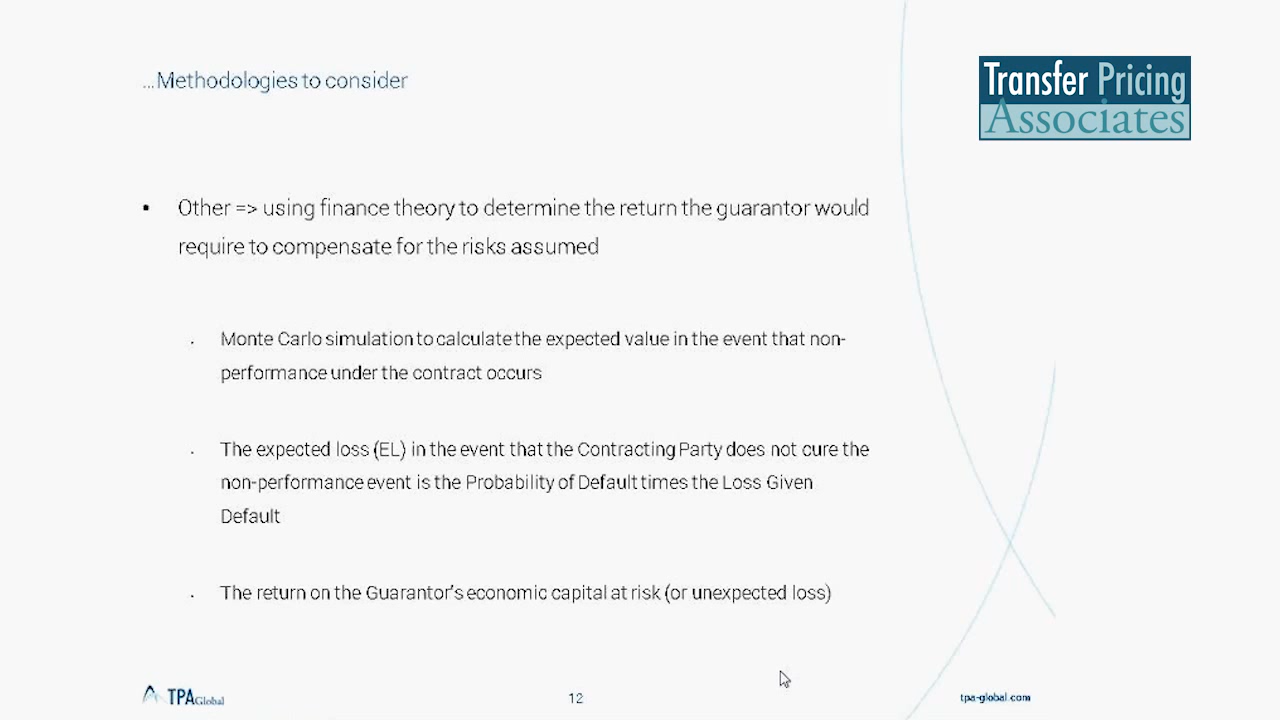 ...Methodologies to consider
Transfer Pricing
Associates
• Other => using finance theory to determine the return the guarantor would
require to compensate for the risks assumed
. Monte Carlo simulation to calculate the expected value in the event that non-
performance under the contract occurs
. The expected loss (EL) in the event that the Contracting Party does not cure the
non-performance event is the Probability of Default times the Loss Given
Default
. The return on the Guarantor's economic capital at risk (or unexpected loss)
TPA Global
12
tpa-global.com